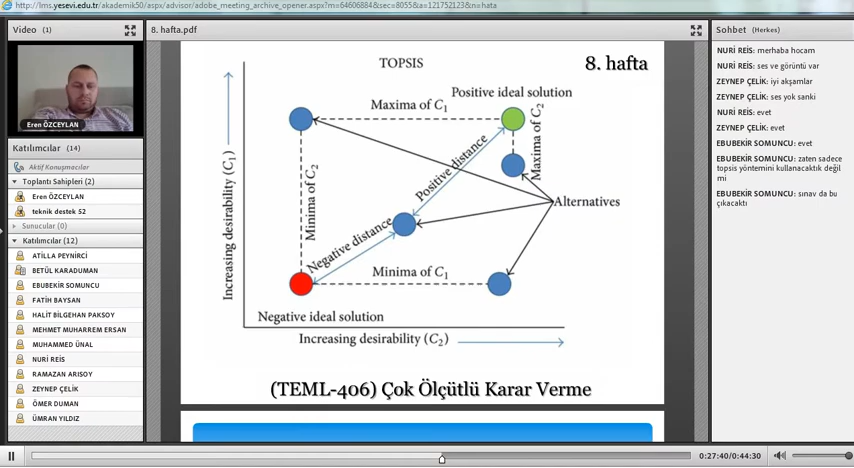 http://lms.yesevi.edu.tr/akademik50/aspx/advisor/adobe_meeting_archive_opener.aspx?m=64606884&sec=8055&a=121752123&n=hata
Video (1)
Eren ÖZCEYLAN
Katılımcılar (14)
Aktif Konuşmacılar
Toplantı Sahipleri (2)
Eren ÖZCEYLAN
teknik destek 52
Sunucular (0)
Katılımcılar (12)
ATİLLA PEYNİRCİ
BETÜL KARADUMAN
EBUBEKİR SOMUNCU
FATİH BAYSAN
HALİT BİLGEHAN PAKSOY
MEHMET MUHARREM ERSAN
MUHAMMED ÜNAL
NURİ REİS
RAMAZAN ARISOY
ZEYNEP ÇELİK
ÖMER DUMAN
ÜMRAN YILDIZ
8. hafta.pdf
TOPSIS
8. hafta
Positive ideal solution
Maxima of C1
Maxima of C2
Positive distance
Minima of C2
Alternatives
Negative distance
Minima of C1
Increasing desirability (C1)
Negative ideal solution
Increasing desirability (C2)
(TEML-406) Çok Ölçütlü Karar Verme
Sohbet (Herkes)
NURİ REİS: merhaba hocam
NURİ REİS: ses ve görüntü var
ZEYNEP ÇELİK: iyi akşamlar
ZEYNEP ÇELİK: ses yok sanki
NURİ REİS: evet
ZEYNEP ÇELİK: evet
EBUBEKİR SOMUNCU: evet
EBUBEKİR SOMUNCU: zaten sadece
topsis yöntemini kullanacaktık değil
mi
EBUBEKİR SOMUNCU: sınav da bu
çıkacaktı
0:27:40/0:44:30